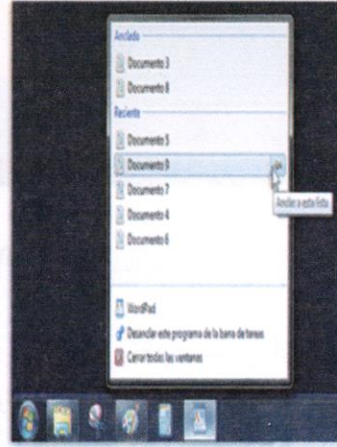 Anclado
Documento 3
Documento 8
Reciente
Documento 5
Documento 9
Documento 7
Documento 4
Documento 6
Anclar a esta lista
WordPad
Desanclar este programa de la barra de tareas
Cerrar todas las ventanas